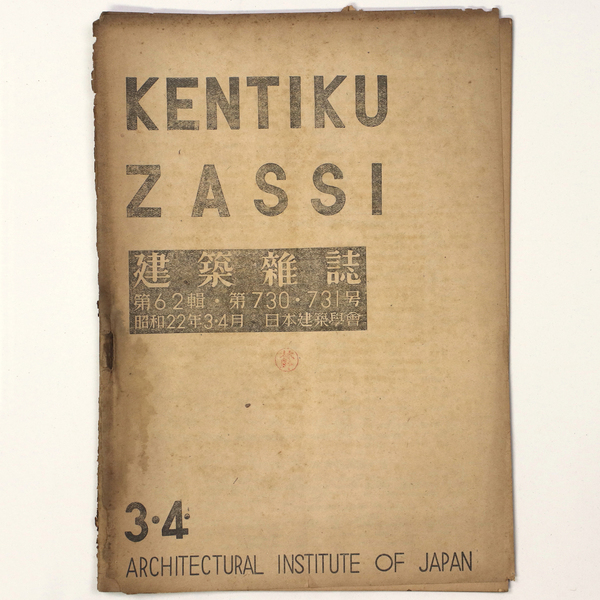 KENTIKU
ZASSI
建築雜誌
第62輯・第730・731号
昭和22年3・4月・日本建築學會
3・4・
ARCHITECTURAL INSTITUTE OF JAPAN